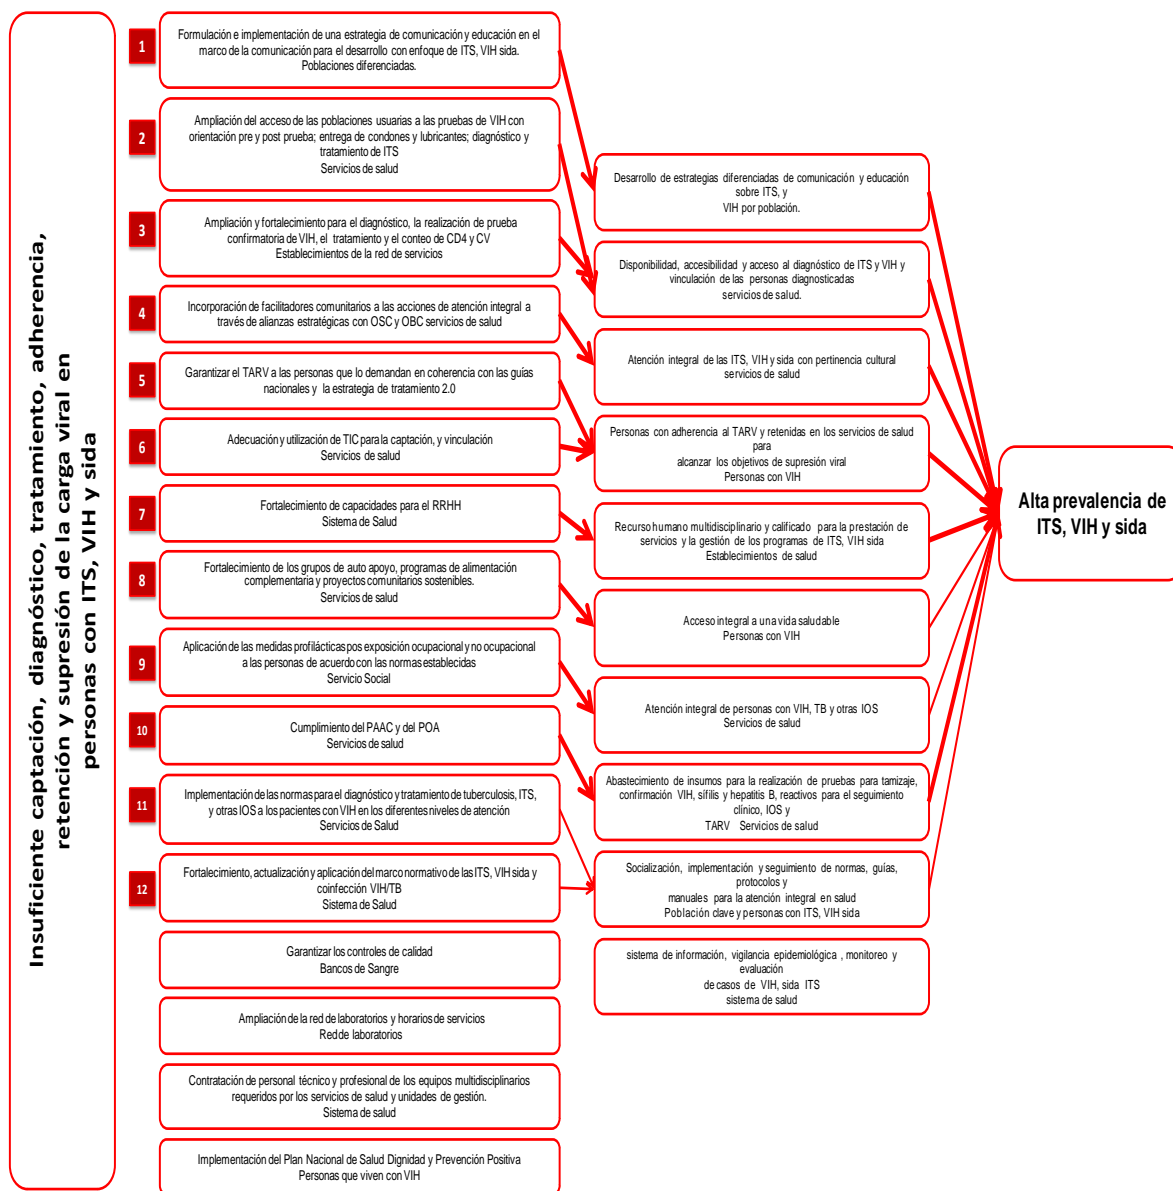 Insuficiente captación, diagnóstico, tratamiento, adherencia,
retención y supresión de la carga viral en
personas con ITS, VIH y sida
1
Formulación e implementación de una estrategia de comunicación y educación en el
marco de la comunicación para el desarrollo con enfoque de ITS, VIH sida.
Poblaciones diferenciadas.
2
Ampliación del acceso de las poblaciones usuarias a las pruebas de VIH con
orientación pre y post prueba; entrega de condones y lubricantes; diagnóstico y
tratamiento de ITS
Servicios de salud
3
Ampliación y fortalecimiento para el diagnóstico, la realización de prueba
confirmatoria de VIH, el tratamiento y el conteo de CD4 y CV
Establecimientos de la red de servicios
4
Incorporación de facilitadores comunitarios a las acciones de atención integral a
través de alianzas estratégicas con OSC y OBC servicios de salud
5
Garantizar el TARV a las personas que lo demandan en coherencia con las guías
nacionales y la estrategia de tratamiento 2.0
6
Adecuación y utilización de TIC para la captación, y vinculación
Servicios de salud
7
Fortalecimiento de capacidades para el RRHH
Sistema de Salud
8
Fortalecimiento de los grupos de auto apoyo, programas de alimentación
complementaria y proyectos comunitarios sostenibles.
Servicios de salud
9
Aplicación de las medidas profilácticas pos exposición ocupacional y no ocupacional
a las personas de acuerdo con las normas establecidas
Servicio Social
10
Cumplimiento del PAAC y del POA
Servicios de salud
11
Implementación de las normas para el diagnóstico y tratamiento de tuberculosis, ITS,
y otras IOS a los pacientes con VIH en los diferentes niveles de atención
Servicios de Salud
12
Fortalecimiento, actualización y aplicación del marco normativo de las ITS, VIH sida y
coinfección VIH/TB
Sistema de Salud
Garantizar los controles de calidad
Bancos de Sangre
Ampliación de la red de laboratorios y horarios de servicios
Red de laboratorios
Contratación de personal técnico y profesional de los equipos multidisciplinarios
requeridos por los servicios de salud y unidades de gestión.
Sistema de salud
Implementación del Plan Nacional de Salud Dignidad y Prevención Positiva
Personas que viven con VIH
Desarrollo de estrategias diferenciadas de comunicación y educación
sobre ITS, y
VIH por población.
Disponibilidad, accesibilidad y acceso al diagnóstico de ITS y VIH y
vinculación de las personas diagnosticadas
servicios de salud.
Atención integral de las ITS, VIH y sida con pertinencia cultural
servicios de salud
Personas con adherencia al TARV y retenidas en los servicios de salud
para
alcanzar los objetivos de supresión viral
Personas con VIH
Recurso humano multidisciplinario y calificado para la prestación de
servicios y la gestión de los programas de ITS, VIH sida
Establecimientos de salud
Acceso integral a una vida saludable
Personas con VIH
Atención integral de personas con VIH, TB y otras IOS
Servicios de salud
Abastecimiento de insumos para la realización de pruebas para tamizaje,
confirmación VIH, sífilis y hepatitis B, reactivos para el seguimiento
clínico, IOS y
TARV Servicios de salud
Socialización, implementación y seguimiento de normas, guías,
protocolos y
manuales para la atención integral en salud
Población clave y personas con ITS, VIH sida
sistema de información, vigilancia epidemiológica , monitoreo y
evaluación
de casos de VIH, sida ITS
sistema de salud
Alta prevalencia de
ITS, VIH y sida